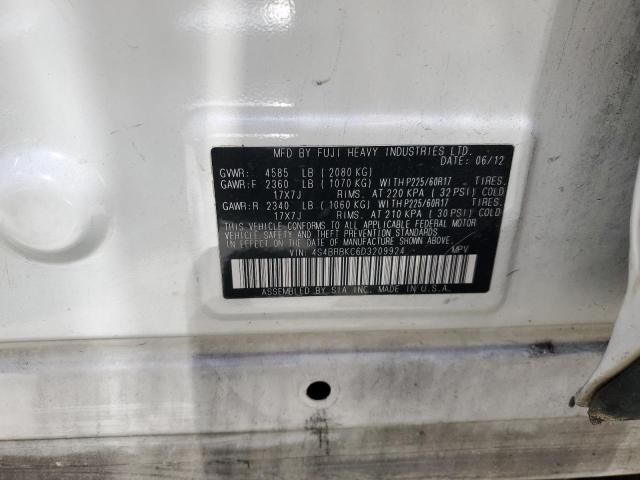 MFD BY FUJI HEAVY INDUSTRIES LTD.
DATE: 06/12
GVWR: 4585 LB (2080 KG)
GAWR:F 2360 LB (1070 KG) WITH P225/60R17 TIRES.
17X7J RIMS. AT 220 KPA (32 PSI) COLD
GAWR:R 2340 LB (1060 KG) WITH P225/60R17 TIRES.
17X7J RIMS. AT 210 KPA (30 PSI) COLD
THIS VEHICLE CONFORMS TO ALL APPLICABLE FEDERAL MOTOR
VEHICLE SAFETY AND THEFT PREVENTION STANDARDS IN
EFFECT ON THE DATE OF MANUFACTURE SHOWN ABOVE.
VIN: 4S4BRBKC6D3209924 MPV
ASSEMBLED BY SIA INC. MADE IN U.S.A.